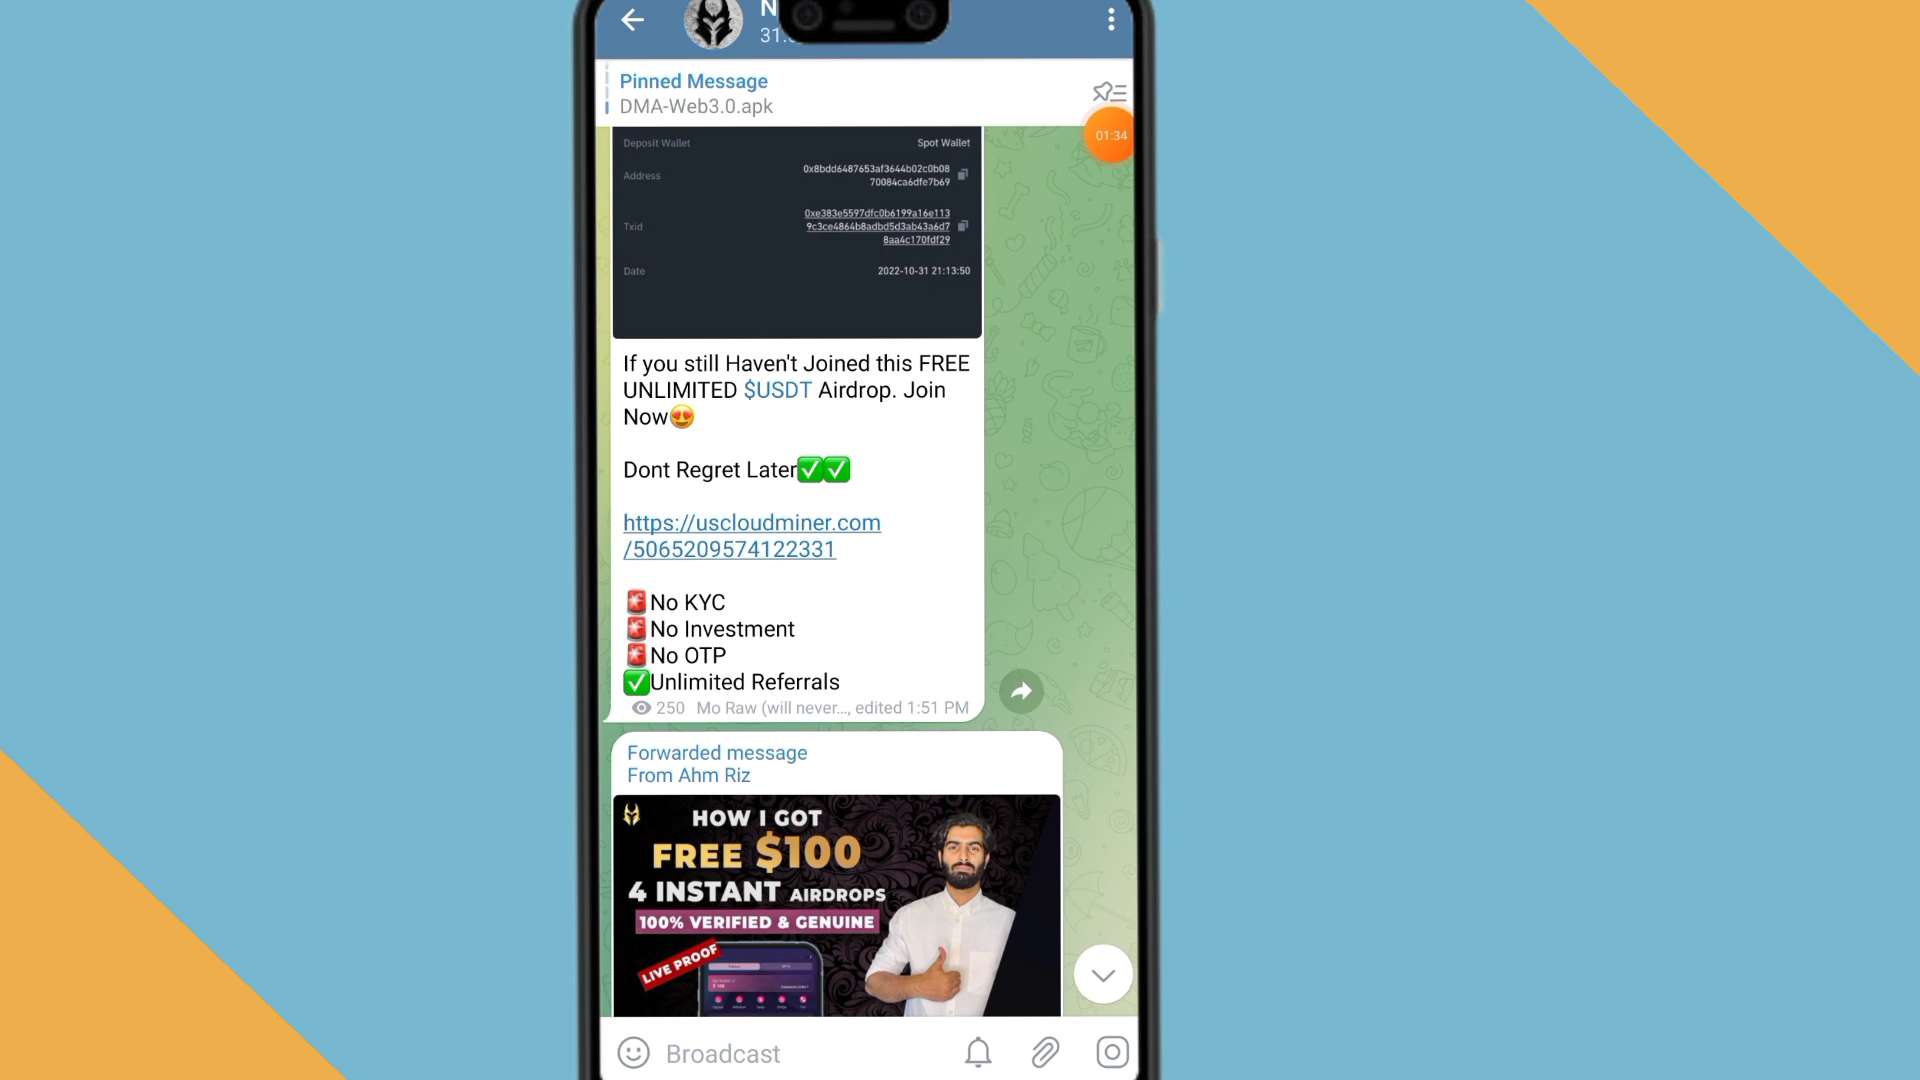 N
31.
Pinned Message
DMA-Web3.0.apk
01:34
Deposit Wallet Spot Wallet
Address 0x8bdd6487653af3644b02c0b08
70084ca6dfe7b69
0xe383e5597dfc0b6199a16e113
Txid 9c3ce4864b8adbd5d3ab43a6d7
8aa4c170fdf29
Date 2022-10-31 21:13:50
If you still Haven't Joined this FREE
UNLIMITED $USDT Airdrop. Join
Now😍
Dont Regret Later✅✅
https://uscloudminer.com
/5065209574122331
🚨No KYC
🚨No Investment
🚨No OTP
✅Unlimited Referrals
250 Mo Raw (will never..., edited 1:51 PM
Forwarded message
From Ahm Riz
HOW I GOT
FREE $100
4 INSTANT AIRDROPS
100% VERIFIED & GENUINE
LIVE PROOF
Broadcast